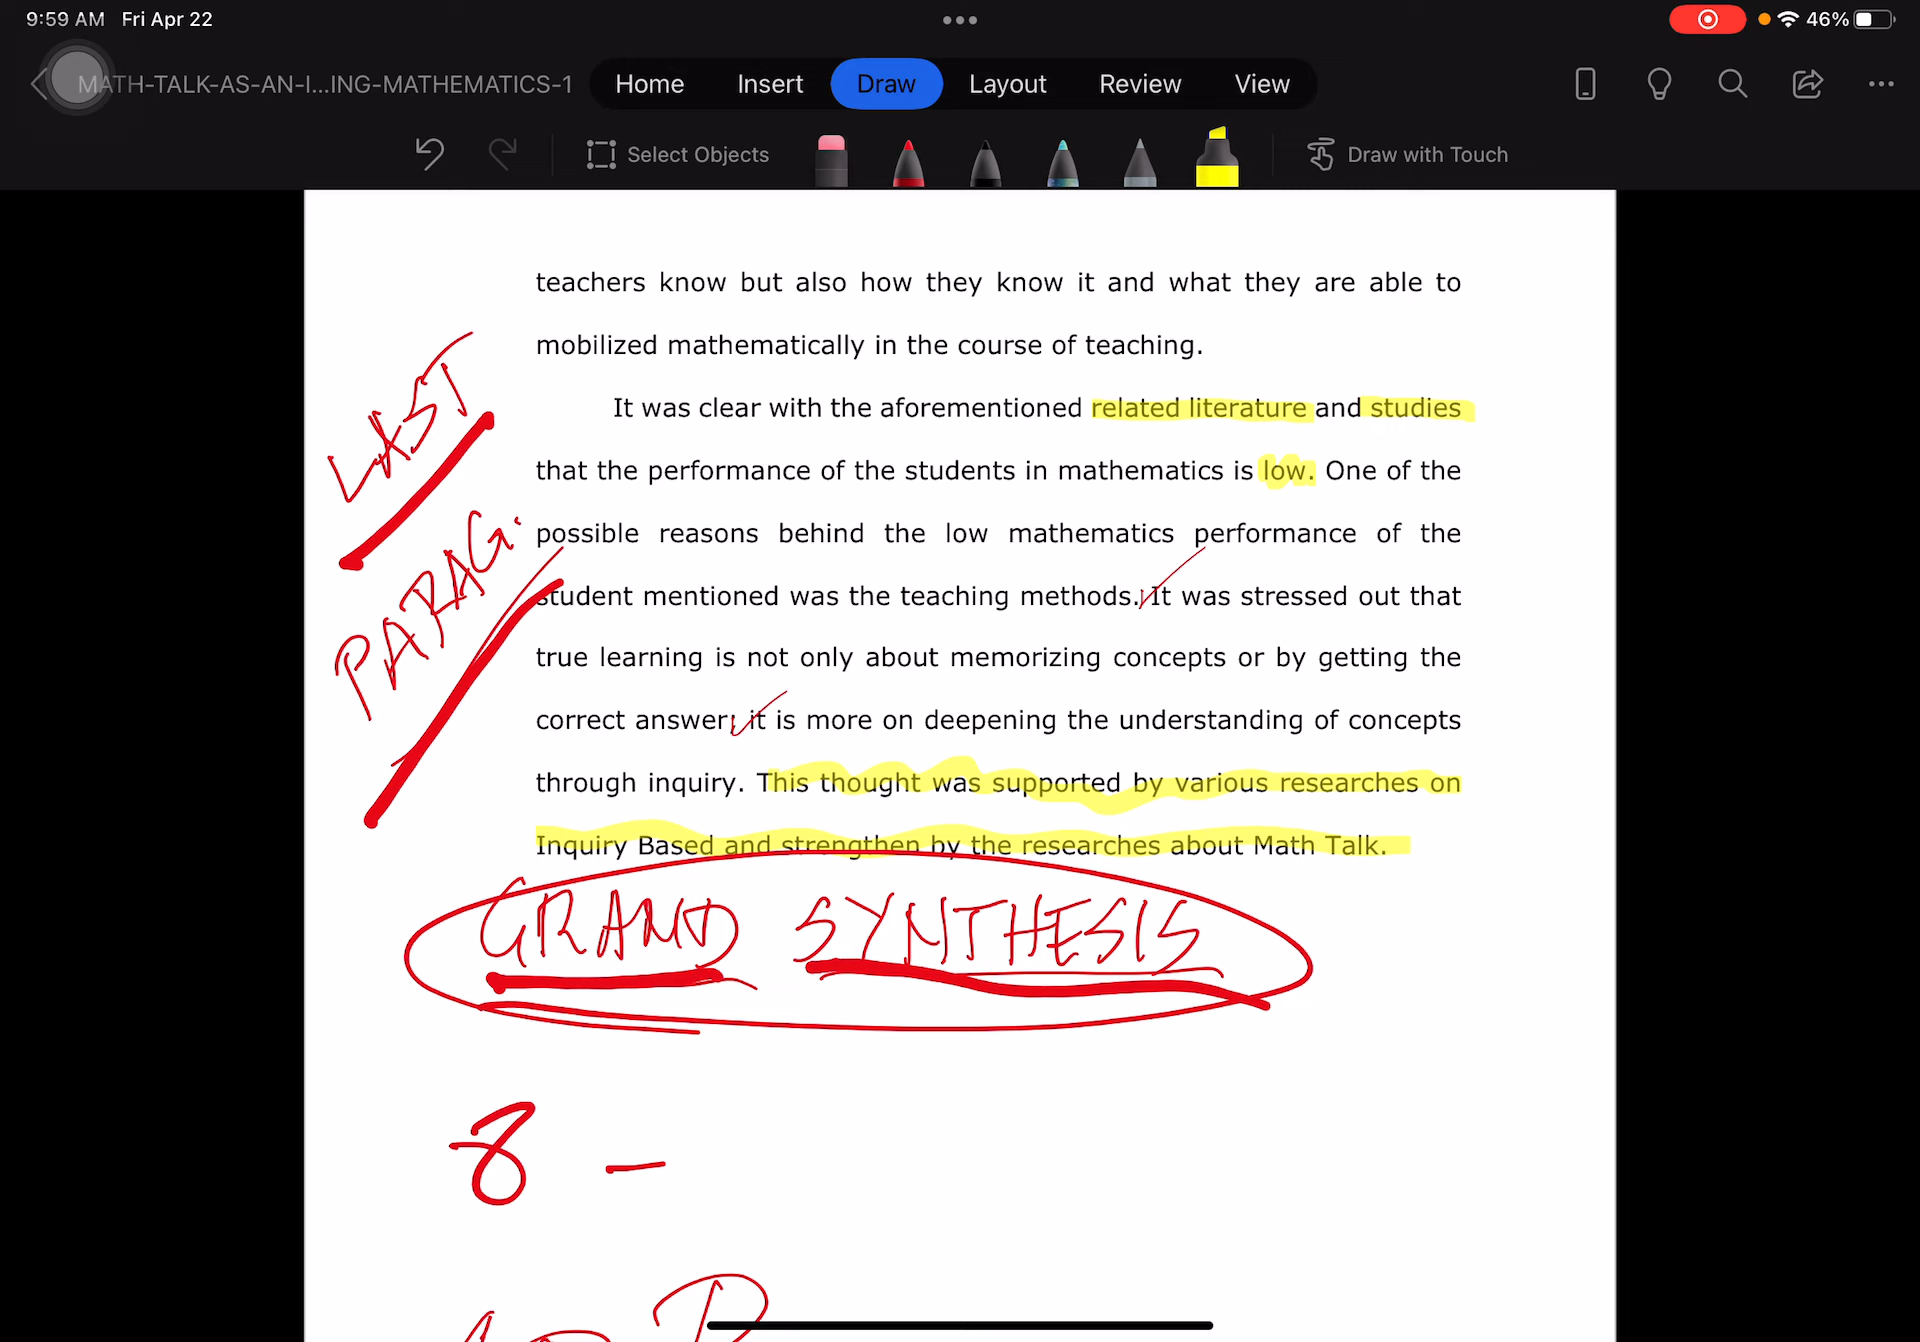 9:59 AM Fri Apr 22
46%
MATH-TALK-AS-AN-I...ING-MATHEMATICS-1
Home Insert Draw Layout Review View
Select Objects
Draw with Touch
teachers know but also how they know it and what they are able to
mobilized mathematically in the course of teaching.
It was clear with the aforementioned related literature and studies
that the performance of the students in mathematics is low. One of the
possible reasons behind the low mathematics performance of the
student mentioned was the teaching methods. It was stressed out that
true learning is not only about memorizing concepts or by getting the
correct answer; it is more on deepening the understanding of concepts
through inquiry. This thought was supported by various researches on
Inquiry Based and strengthen by the researches about Math Talk.
LAST
PARAG.
GRAND SYNTHESIS
8 –